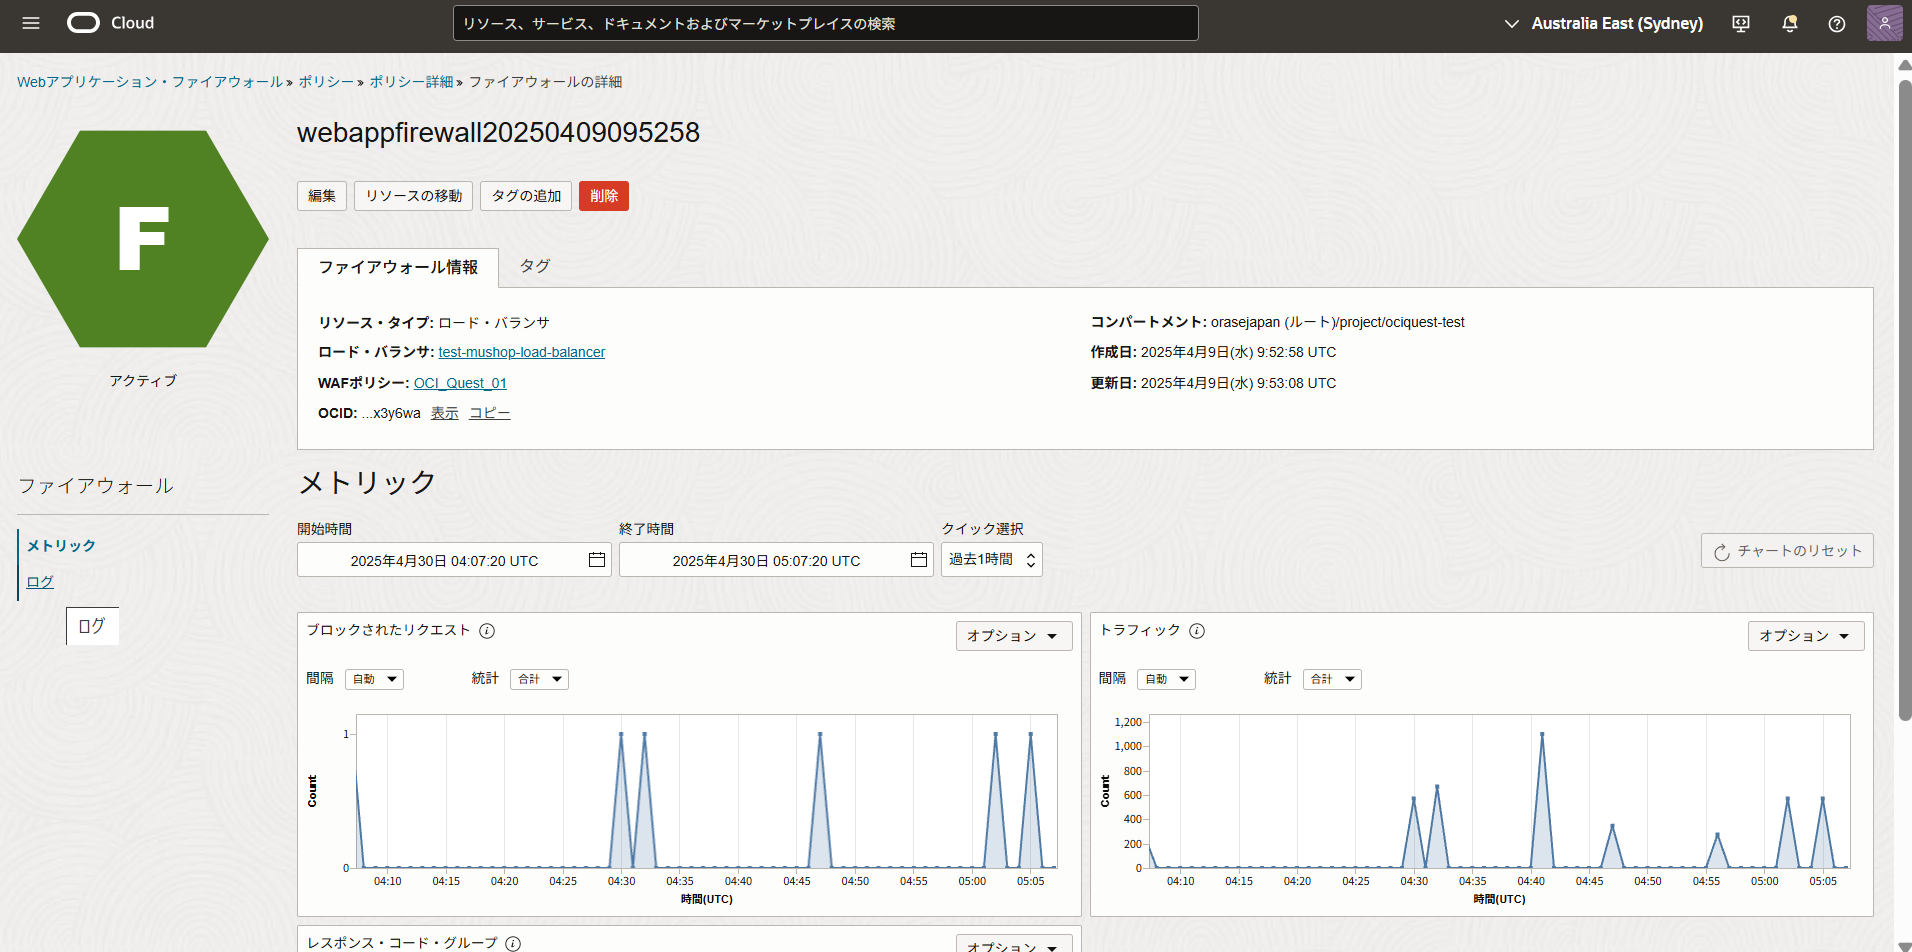 Cloud
リソース、サービス、ドキュメントおよびマーケットプレイスの検索
Australia East (Sydney)
Webアプリケーション・ファイアウォール » ポリシー » ポリシー詳細 » ファイアウォールの詳細
F
アクティブ
webappfirewall20250409095258
編集 リソースの移動 タグの追加 削除
ファイアウォール情報 タグ
リソース・タイプ: ロード・バランサ
ロード・バランサ: test-mushop-load-balancer
WAFポリシー: OCI_Quest_01
OCID: ...x3y6wa 表示 コピー
コンパートメント: orasejapan (ルート)/project/ociquest-test
作成日: 2025年4月9日(水) 9:52:58 UTC
更新日: 2025年4月9日(水) 9:53:08 UTC
ファイアウォール
メトリック
ログ
ログ
メトリック
開始時間 終了時間 クイック選択
2025年4月30日 04:07:20 UTC 2025年4月30日 05:07:20 UTC 過去1時間 チャートのリセット
ブロックされたリクエスト オプション
間隔 自動 統計 合計
1
Count
0
04:10 04:15 04:20 04:25 04:30 04:35 04:40 04:45 04:50 04:55 05:00 05:05
時間(UTC)
トラフィック オプション
間隔 自動 統計 合計
1,200
1,000
800
600
400
200
0
Count
04:10 04:15 04:20 04:25 04:30 04:35 04:40 04:45 04:50 04:55 05:00 05:05
時間(UTC)
レスポンス・コード・グループ オプション